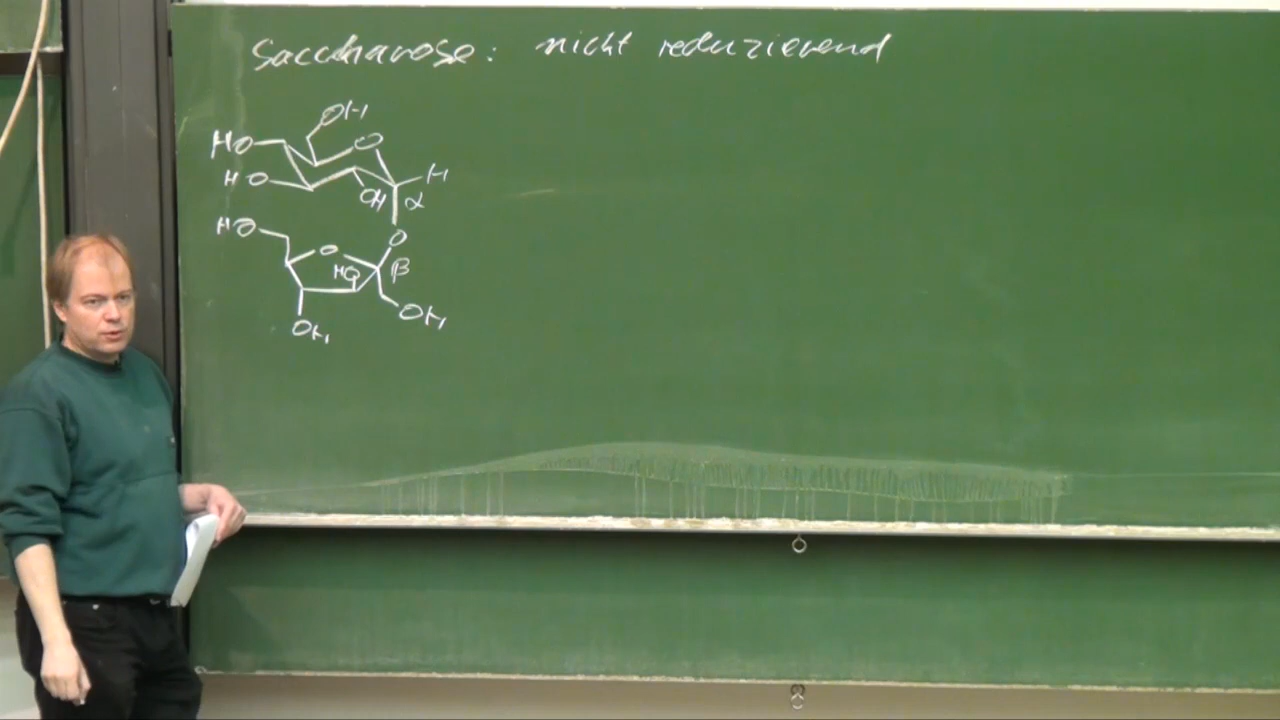 Saccharose: nicht reduzierend
OH
HO O
HO H
OH α
HO O
O β
HO
OH
OH